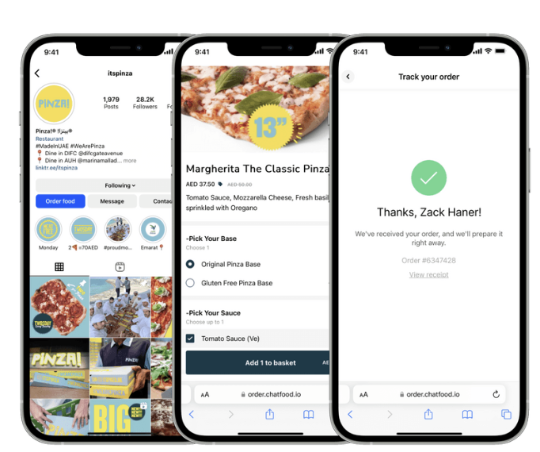 9:41
itspinza
PINZA!
1,979
Posts
28.2K
Followers
Restaurant
#MadeInUAE #WeArePinza
Dine in DIFC @difcgateavenue
Dine in AUH @marinamallad... more
linktr.ee/itspinza
Following
Order food
Message
Contac
Monday
#proudmo...
Emarat
PINZA!
BIG
9:41
13"
Margherita The Classic Pinza
AED 37.50
AED 50.00
Tomato Sauce, Mozzarella Cheese, Fresh basil
sprinkled with Oregano
-Pick Your Base
Choose 1
Original Pinza Base
Gluten Free Pinza Base
-Pick Your Sauce
Choose up to 1
Tomato Sauce (Ve)
Add 1 to basket
AA
order.chatfood.io
9:41
Track your order
Thanks, Zack Haner!
We've received your order, and we'll prepare it
right away.
Order #6347428
View receipt
AA
order.chatfood.io